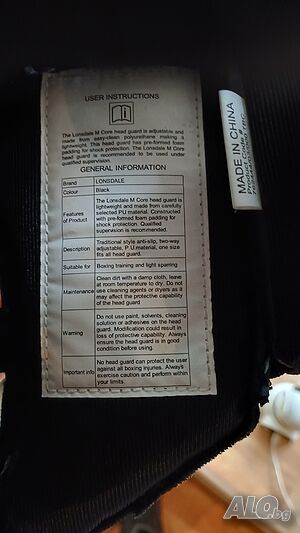 USER INSTRUCTIONS
The Lonsdale M Core head guard is adjustable and
made from easy-clean polyurethane making it
lightweight. This head guard has pre-formed foam
padding for shock protection. The Lonsdale M Core
head guard is recommended to be used under
qualified supervision.
GENERAL INFORMATION
Brand LONSDALE
Colour Black
Features of Product
The Lonsdale M Core head guard is
lightweight and made from carefully
selected PU material. Constructed
with pre-formed foam padding for
shock protection. Qualified
supervision is recommended.
Description
Traditional style anti-slip, two-way
adjustable, P.U.material, one size
fits all head guard.
Suitable for Boxing training and light sparring
Maintenance
Clean dirt with a damp cloth, leave
at room temperature to dry. Do not
use cleaning agents or dryers as it
may affect the protective capability
of the head guard
Warning
Do not use paint, solvents, cleaning
solution or adhesives on the head
guard. Modification could result in
loss of protective capability. Always
ensure the head guard is in good
condition before using.
Important info
No head guard can protect the user
against all boxing injuries. Always
exercise caution and perform within
your limits.
MADE IN CHINA
ALO.bg